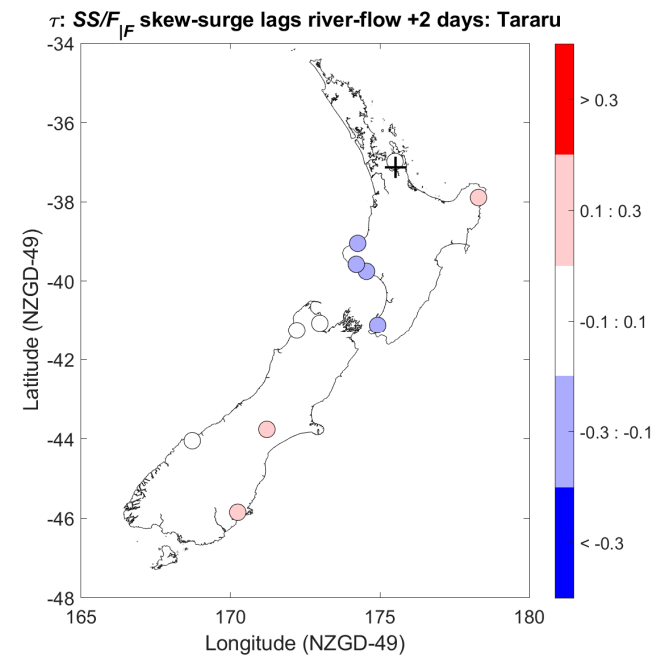 τ: SS/F|F skew-surge lags river-flow +2 days: Tararu
-34
-36
-38
-40
-42
-44
-46
-48
165
170
175
180
Latitude (NZGD-49)
Longitude (NZGD-49)
> 0.3
0.1 : 0.3
-0.1 : 0.1
-0.3 : -0.1
< -0.3